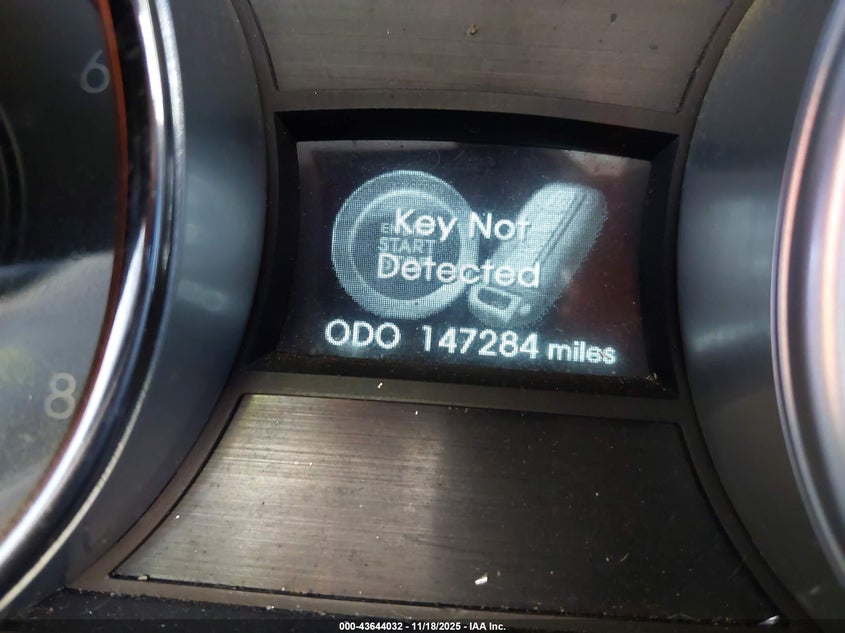 6
Key Not
START
Detected
ODO 147284 miles
8
000-43644032 - 11/18/2025 - IAA Inc.